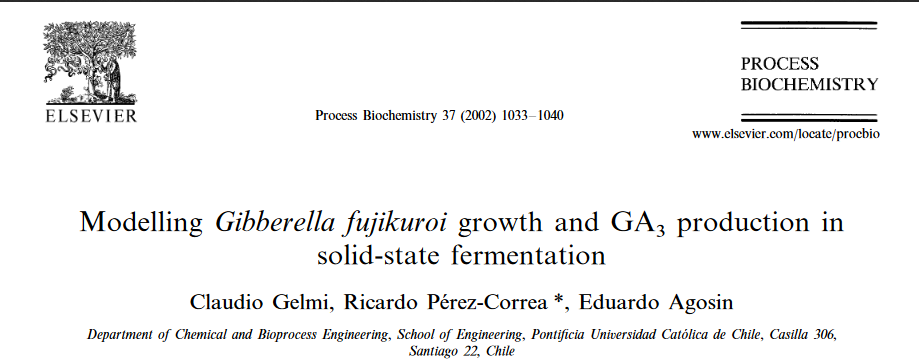 ELSEVIER
Process Biochemistry 37 (2002) 1033–1040
PROCESS
BIOCHEMISTRY
www.elsevier.com/locate/procbio
Modelling Gibberella fujikuroi growth and GA₃ production in
solid-state fermentation
Claudio Gelmi, Ricardo Pérez-Correa *, Eduardo Agosin
Department of Chemical and Bioprocess Engineering, School of Engineering, Pontificia Universidad Católica de Chile, Casilla 306,
Santiago 22, Chile